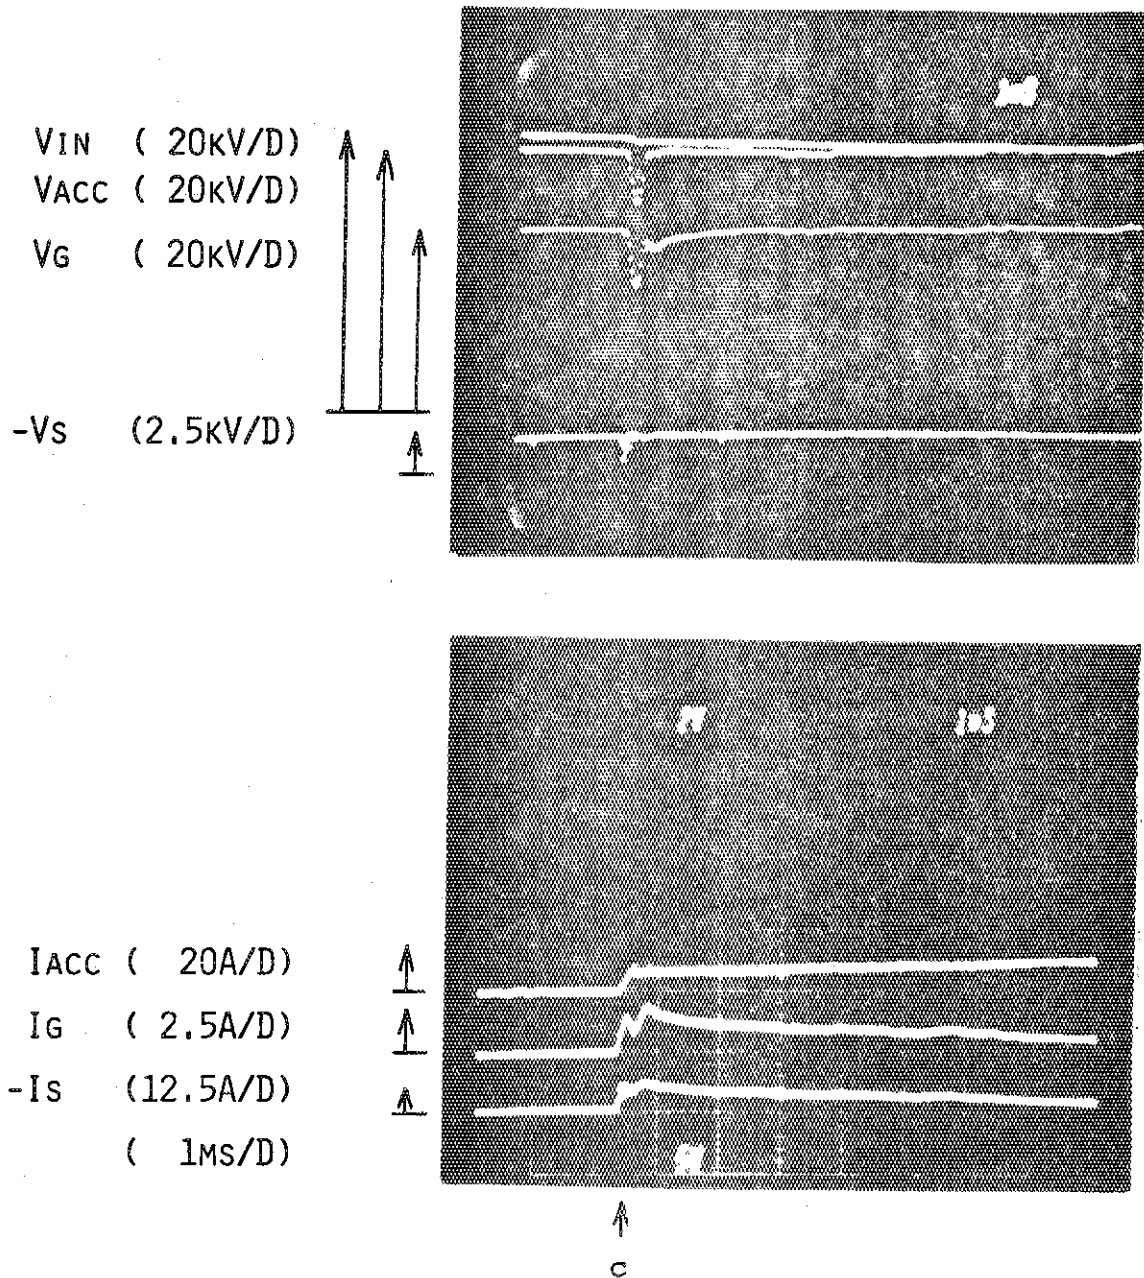 VIN ( 20KV/D)
VACC ( 20KV/D)
VG ( 20KV/D)
-VS (2.5KV/D)
IACC ( 20A/D)
IG ( 2.5A/D)
-IS (12.5A/D)
( 1MS/D)
c